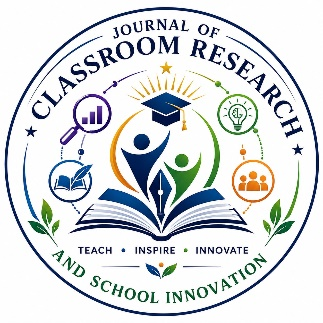 JOURNAL OF
CLASSROOM RESEARCH
TEACH • INSPIRE • INNOVATE
AND SCHOOL INNOVATION